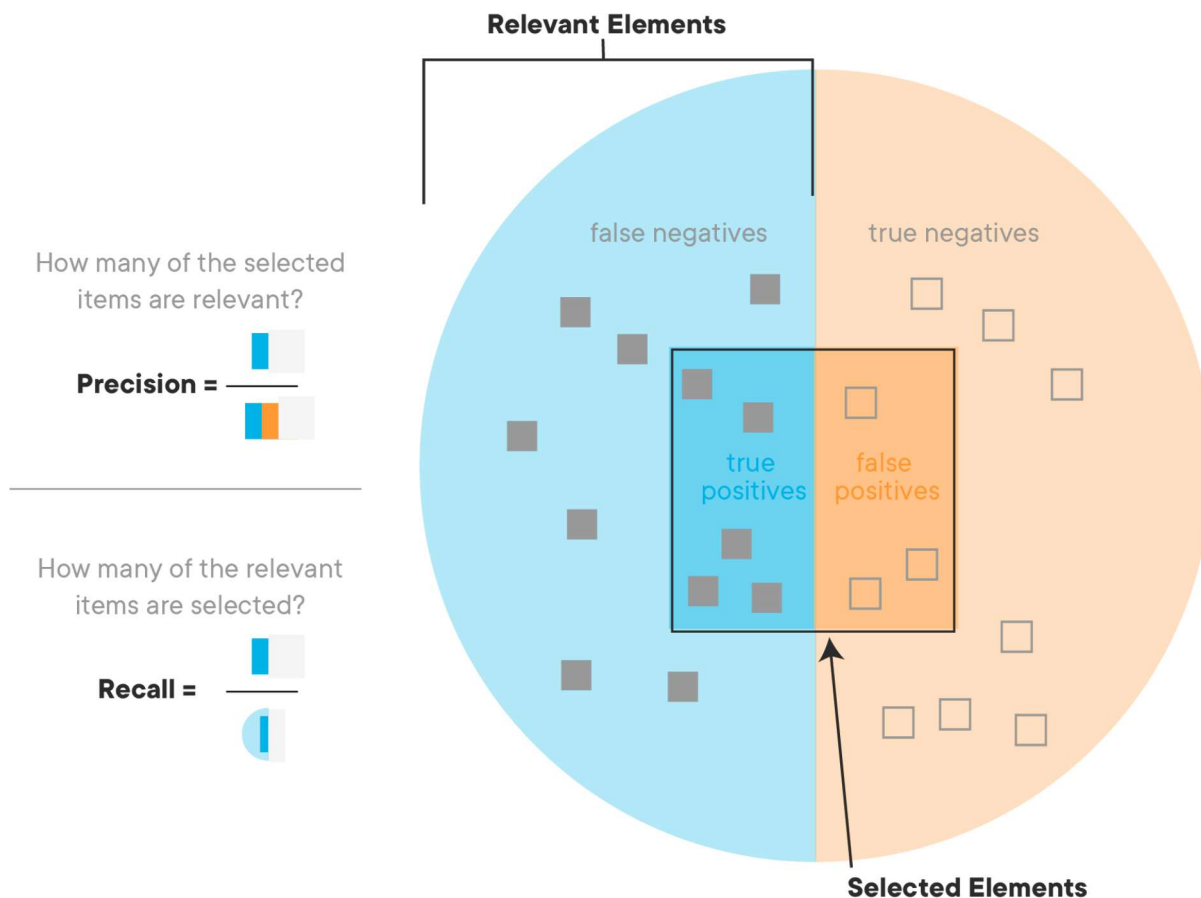 Relevant Elements
false negatives
true negatives
How many of the selected
items are relevant?
Precision =
true
positives
false
positives
How many of the relevant
items are selected?
Recall =
Selected Elements